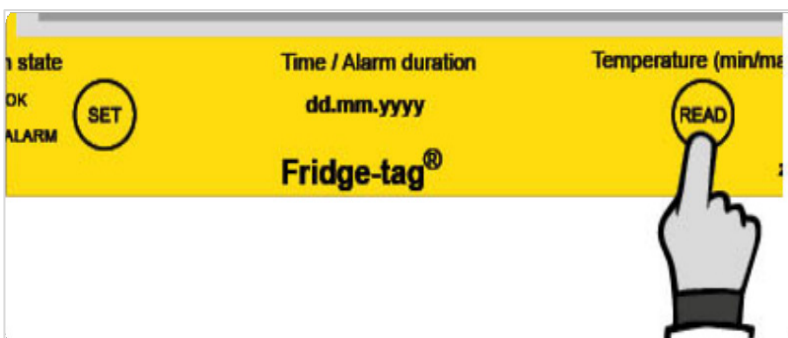 n state
Time / Alarm duration
Temperature (min/ma
OK
SET
dd.mm.yyyy
READ
ALARM
Fridge-tag®